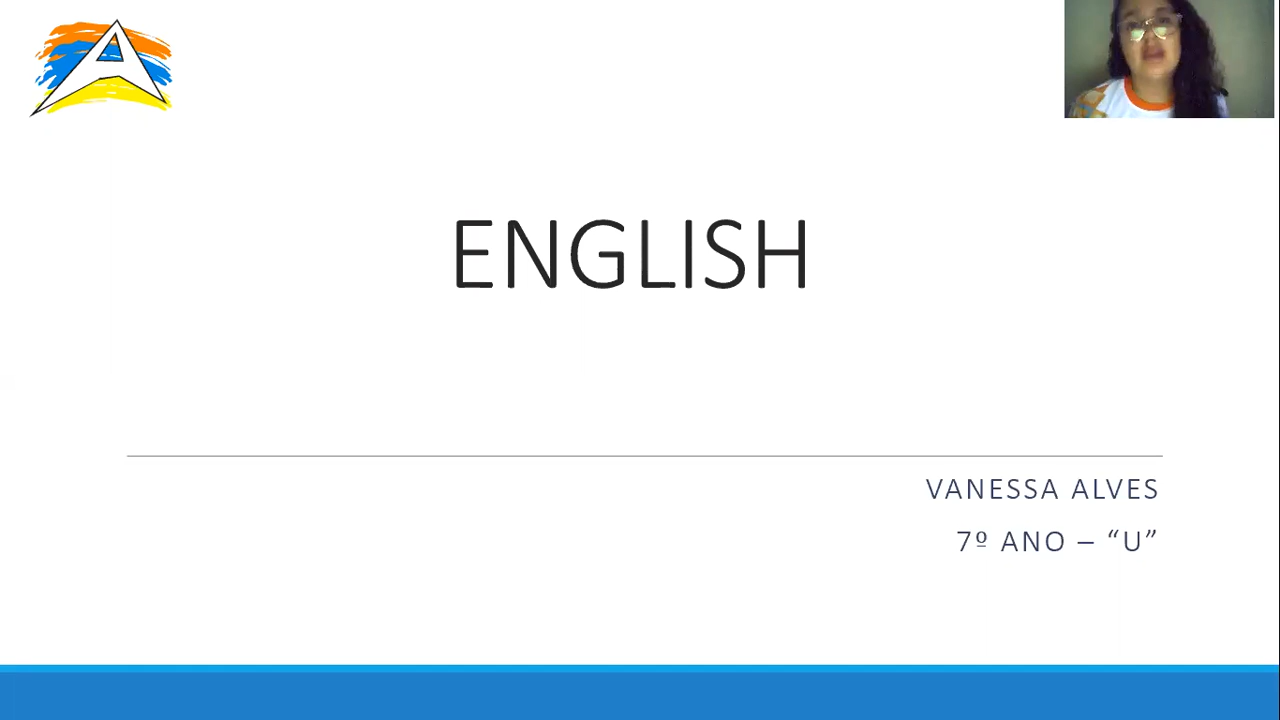 ENGLISH
VANESSA ALVES
7º ANO – “U”